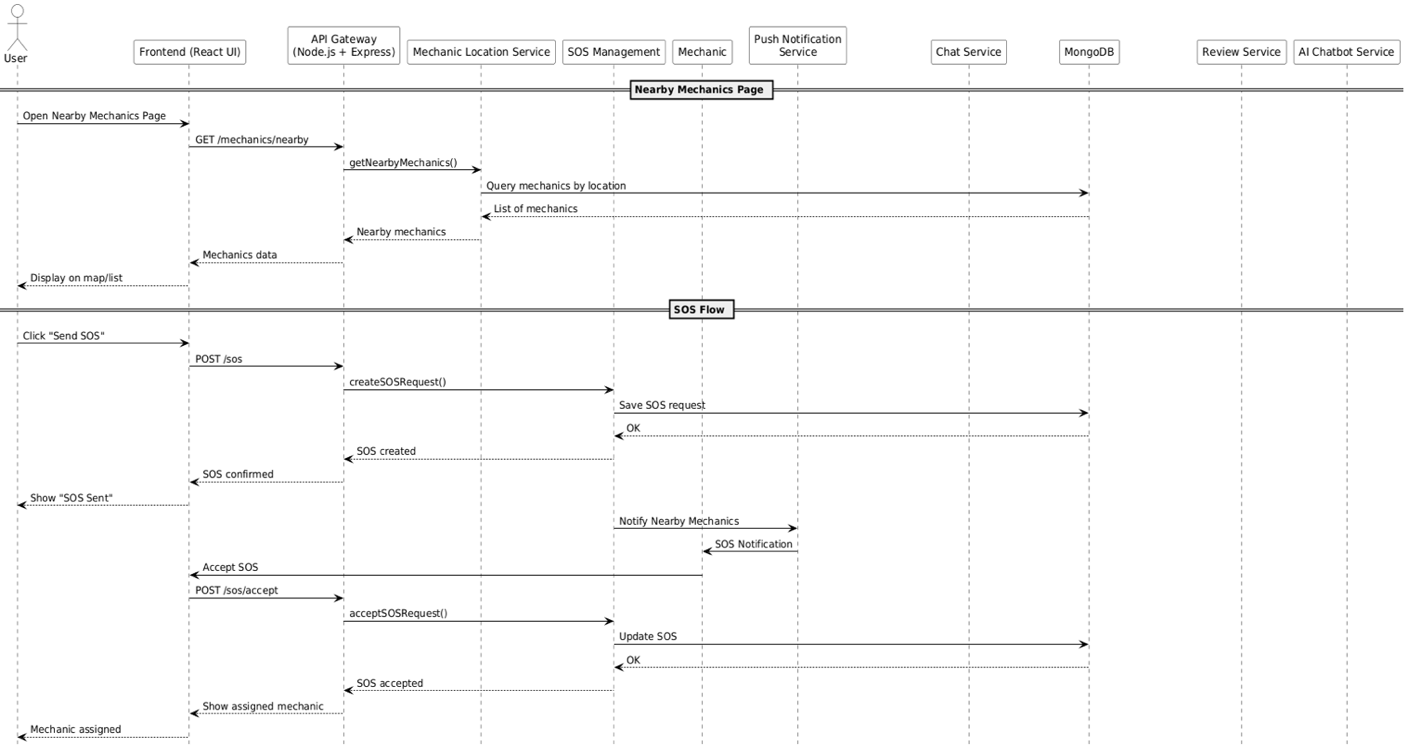 User
Frontend (React UI)
API Gateway
(Node.js + Express)
Mechanic Location Service
SOS Management
Mechanic
Push Notification
Service
Chat Service
MongoDB
Review Service
AI Chatbot Service
Nearby Mechanics Page
Open Nearby Mechanics Page
GET /mechanics/nearby
getNearbyMechanics()
Query mechanics by location
List of mechanics
Nearby mechanics
Mechanics data
Display on map/list
SOS Flow
Click "Send SOS"
POST /sos
createSOSRequest()
Save SOS request
OK
SOS created
SOS confirmed
Show "SOS Sent"
Notify Nearby Mechanics
SOS Notification
Accept SOS
POST /sos/accept
acceptSOSRequest()
Update SOS
OK
SOS accepted
Show assigned mechanic
Mechanic assigned